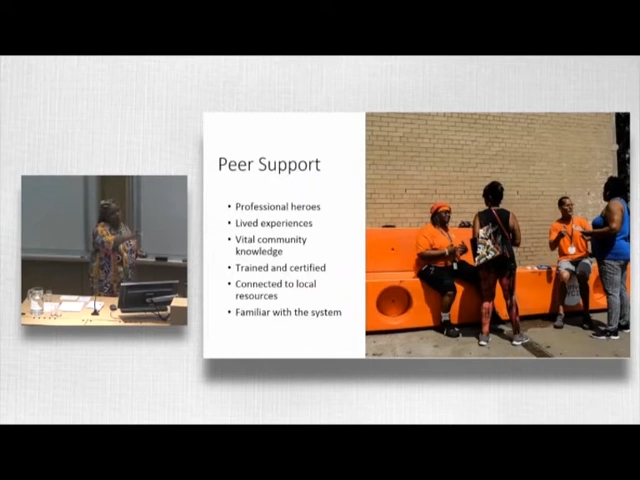 Peer Support
• Professional heroes
• Lived experiences
• Vital community
knowledge
• Trained and certified
• Connected to local
resources
• Familiar with the system